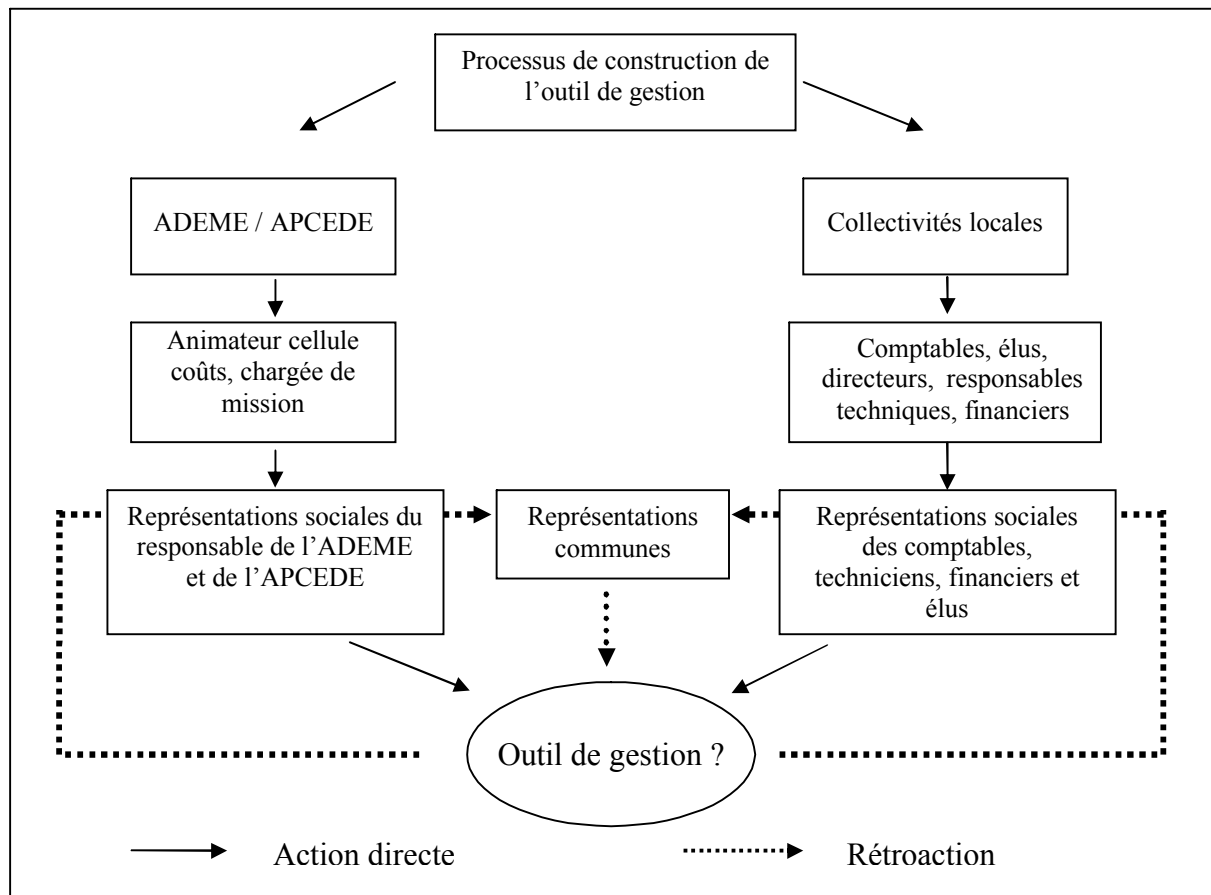 Processus de construction de
l’outil de gestion
ADEME / APCEDE
Collectivités locales
Animateur cellule
coûts, chargée de
mission
Comptables, élus,
directeurs, responsables
techniques, financiers
Représentations sociales du
responsable de l’ADEME
et de l’APCEDE
Représentations
communes
Représentations sociales
des comptables,
techniciens, financiers et
élus
Outil de gestion ?
Action directe
Rétroaction